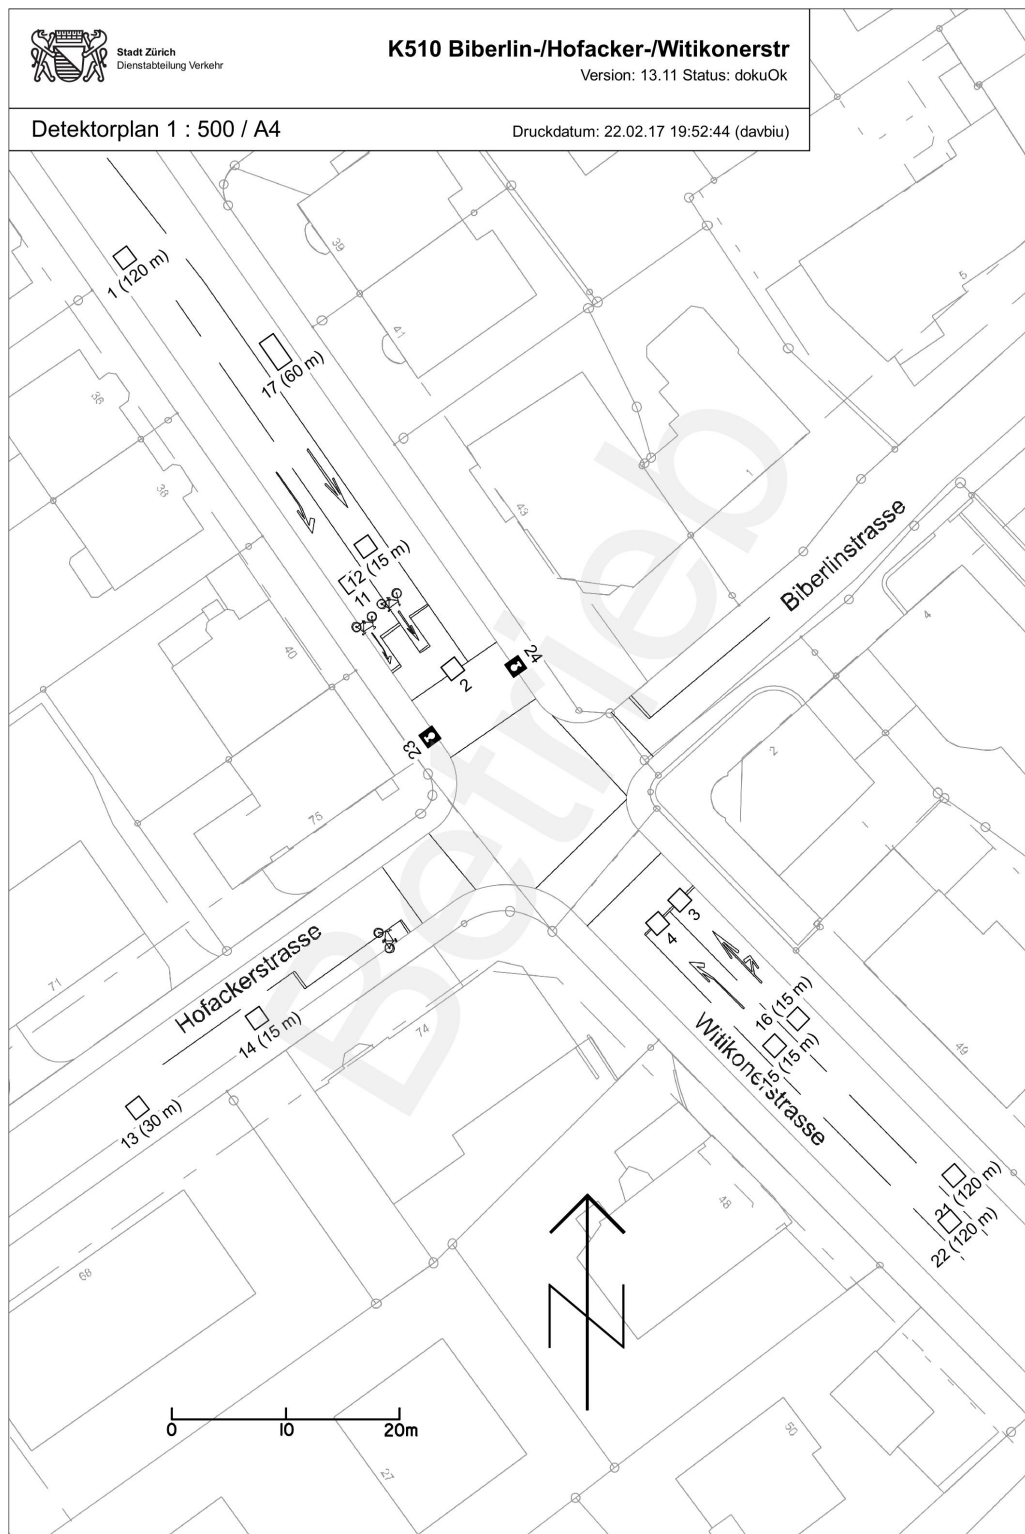 Stadt Zürich
Dienstabteilung Verkehr
K510 Biberlin-/Hofacker-/Witikonerstr
Version: 13.11 Status: dokuOk
Detektorplan 1 : 500 / A4
Druckdatum: 22.02.17 19:52:44 (davbiu)
39
1 (120 m)
5
41
17 (60 m)
36
38
1
43
Biberlinstrasse
12 (15 m)
11
4
40
24
2
23
2
75
3
4
Hofackerstrasse
71
16 (15 m)
14 (15 m)
74
15 (15 m)
49
Witikonerstrasse
13 (30 m)
21 (120 m)
48
22 (120 m)
68
N
0 10 20m
50
27
Betrieb